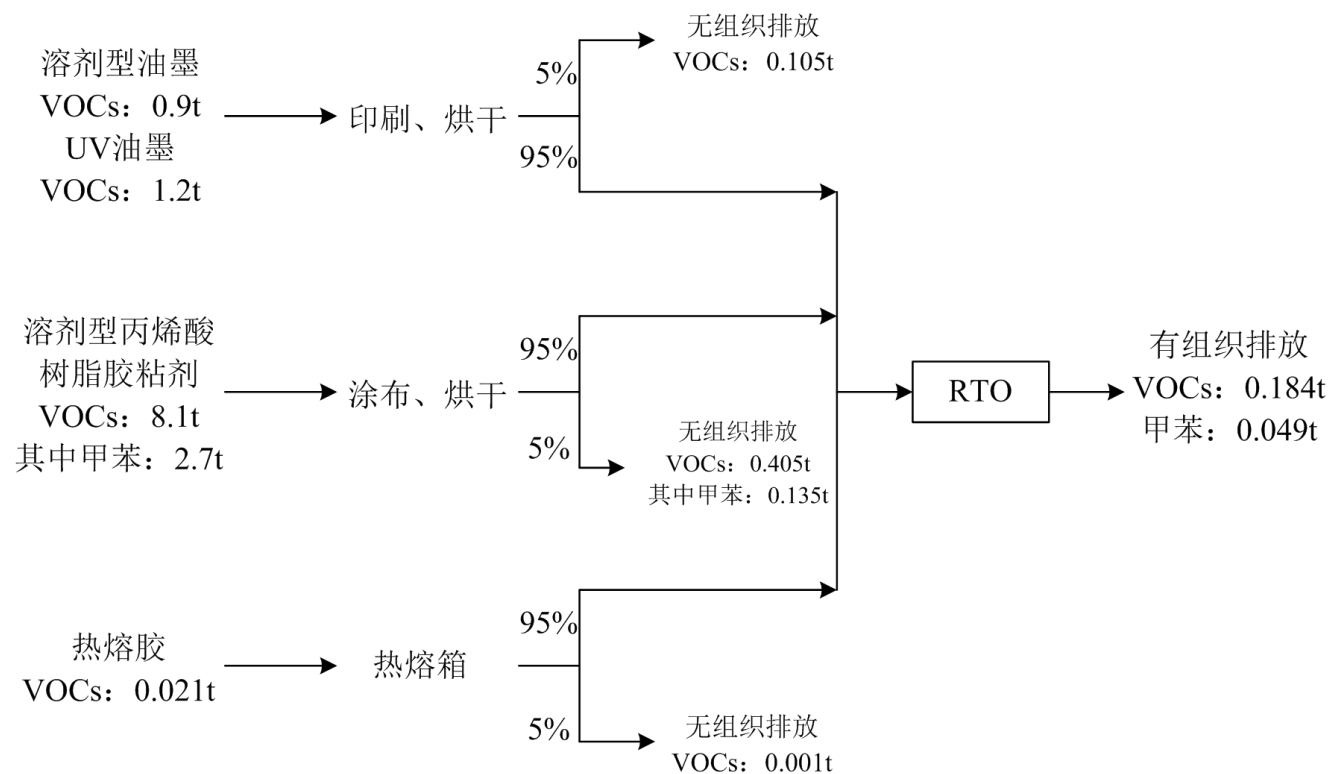 无组织排放
VOCs：0.105t
溶剂型油墨
VOCs：0.9t
UV油墨
VOCs：1.2t
印刷、烘干
5%
95%
溶剂型丙烯酸
树脂胶粘剂
VOCs：8.1t
其中甲苯：2.7t
涂布、烘干
95%
5%
无组织排放
VOCs：0.405t
其中甲苯：0.135t
RTO
有组织排放
VOCs：0.184t
甲苯：0.049t
热熔胶
VOCs：0.021t
热熔箱
95%
5%
无组织排放
VOCs：0.001t